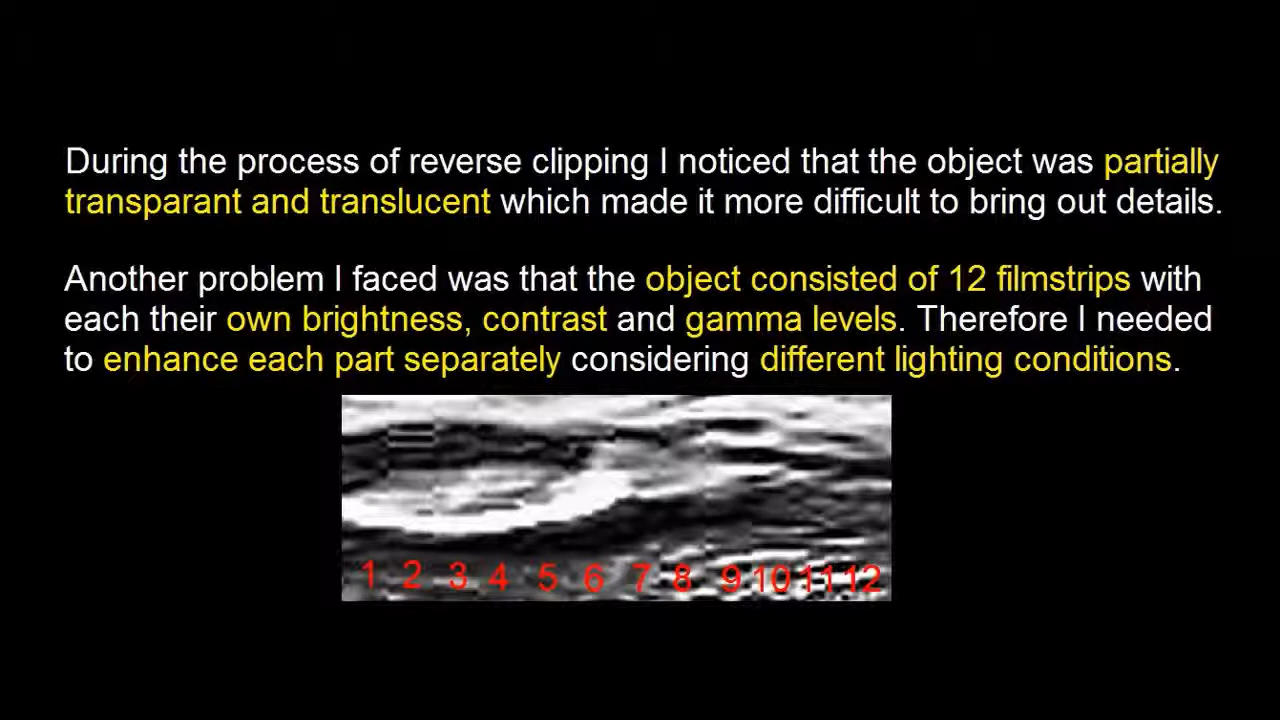 During the process of reverse clipping I noticed that the object was partially
transparant and translucent which made it more difficult to bring out details.
Another problem I faced was that the object consisted of 12 filmstrips with
each their own brightness, contrast and gamma levels. Therefore I needed
to enhance each part separately considering different lighting conditions.
1 2 3 4 5 6 7 8 9 10 11 12